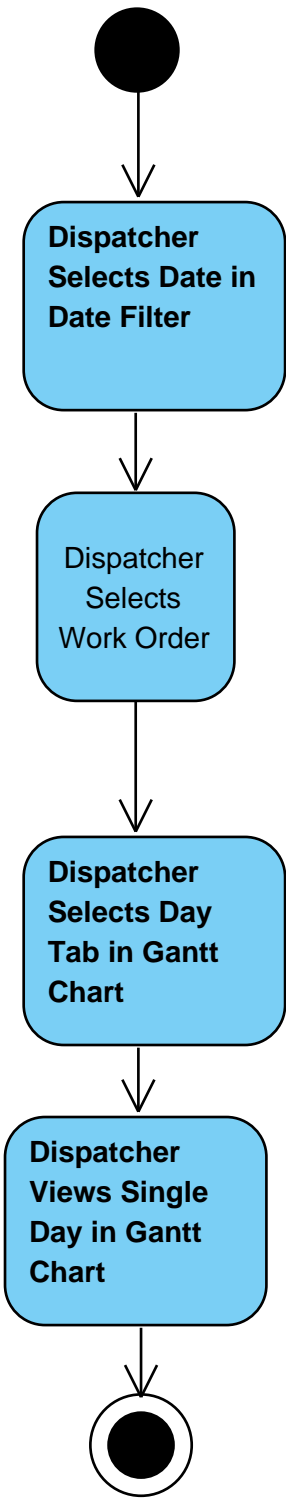 Dispatcher
Selects Date in
Date Filter
Dispatcher
Selects
Work Order
Dispatcher
Selects Day
Tab in Gantt
Chart
Dispatcher
Views Single
Day in Gantt
Chart